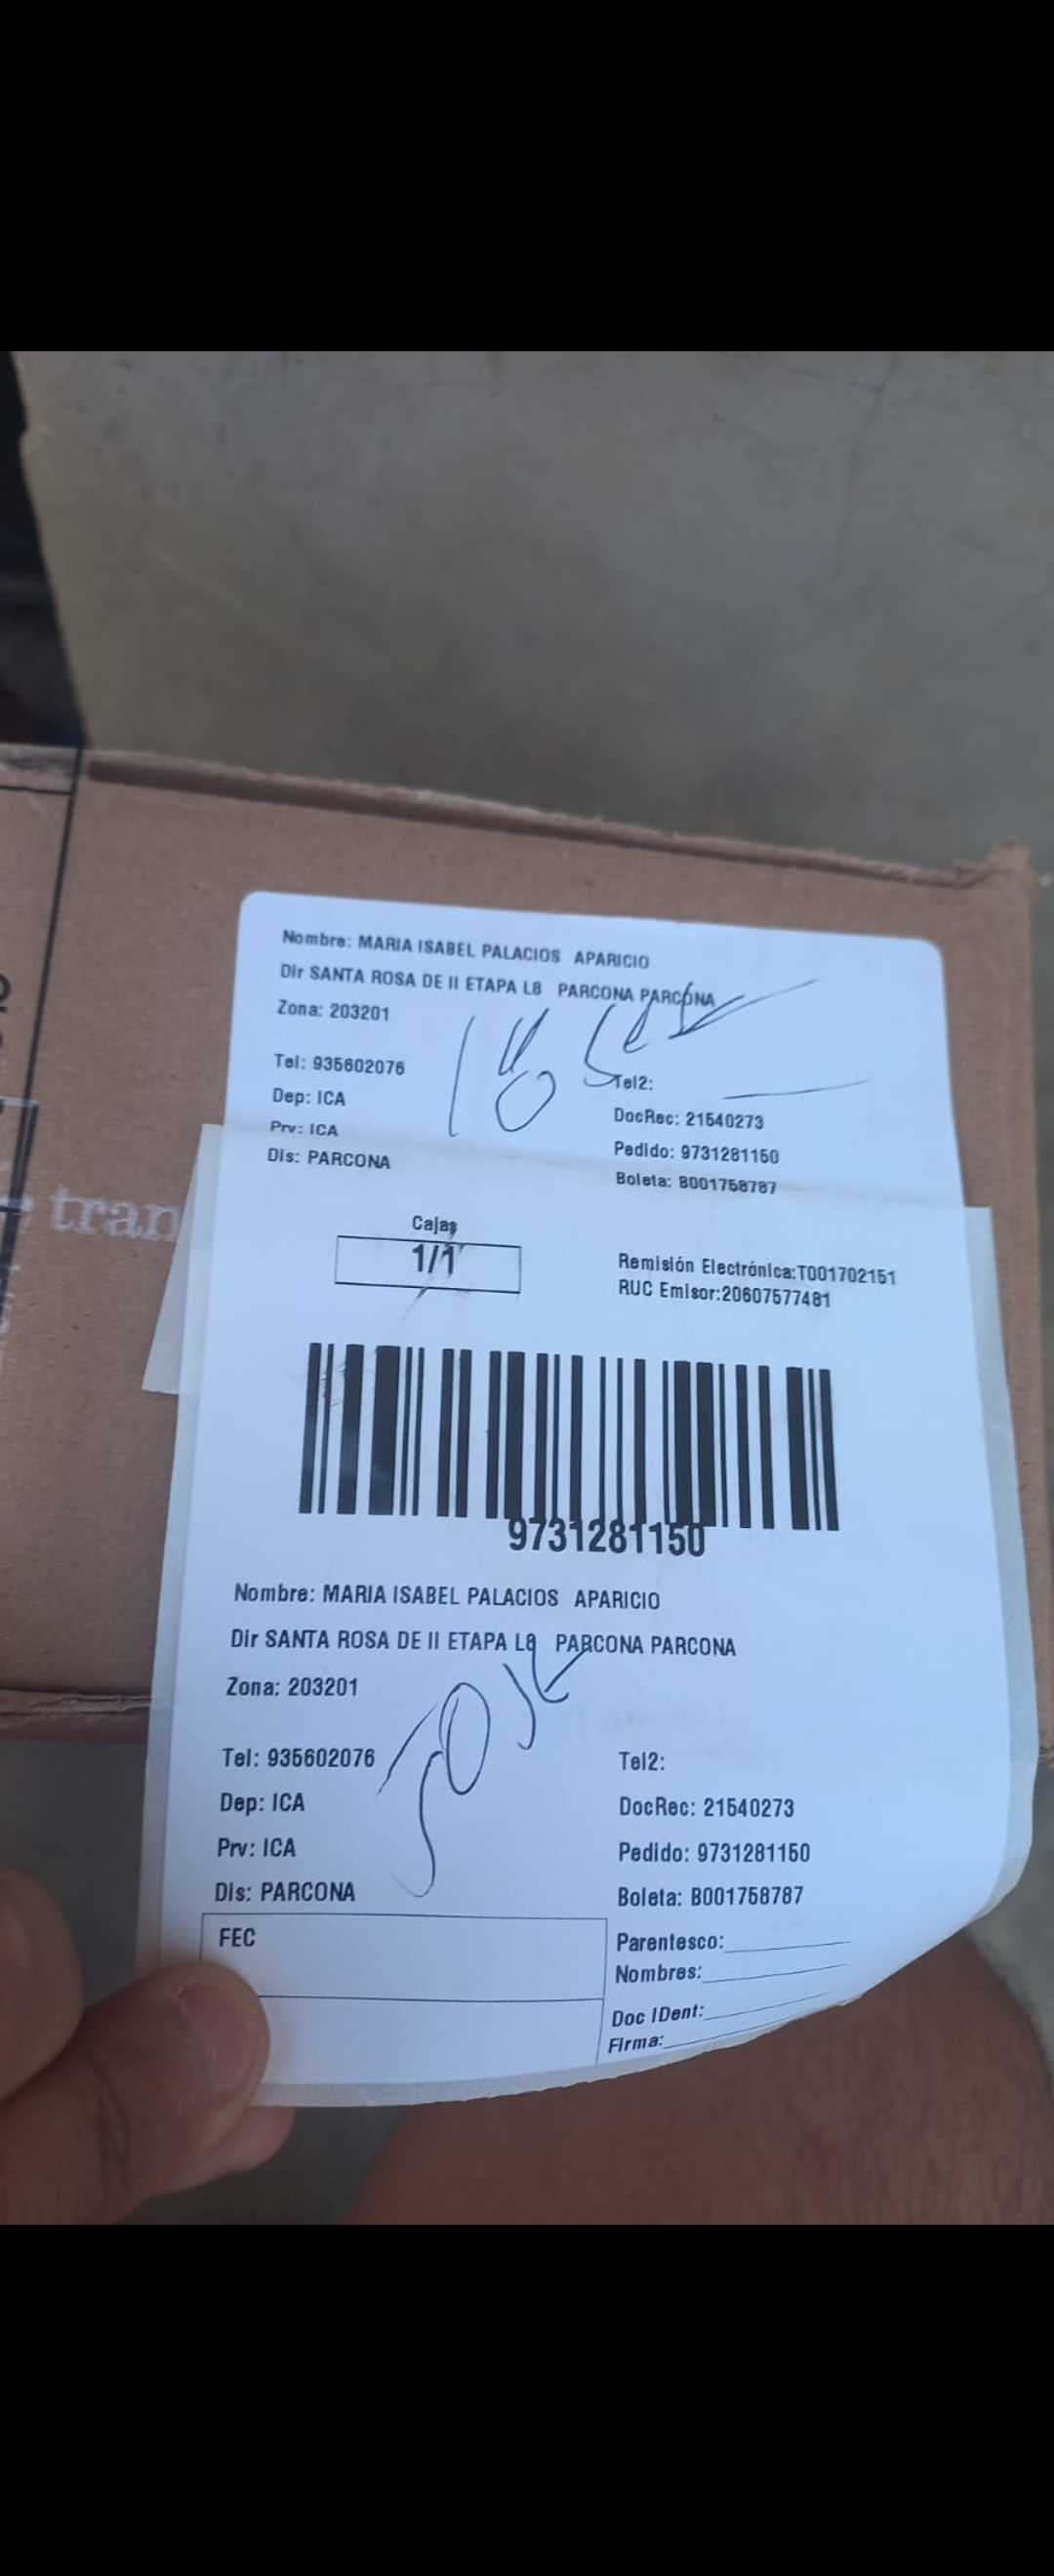 tran
Nombre: MARIA ISABEL PALACIOS APARICIO
Dir SANTA ROSA DE II ETAPA L8 PARCONA PARCONA
Zona: 203201
Tel: 935602076
Tel2:
Dep: ICA
DocRec: 21540273
Prv: ICA
Pedido: 9731281150
Dis: PARCONA
Boleta: B001758787
Cajas
1/1
Remisión Electrónica:T001702151
RUC Emisor:20607577481
9731281150
Nombre: MARIA ISABEL PALACIOS APARICIO
Dir SANTA ROSA DE II ETAPA L8 PARCONA PARCONA
Zona: 203201
Tel: 935602076
Tel2:
Dep: ICA
DocRec: 21540273
Prv: ICA
Pedido: 9731281150
Dis: PARCONA
Boleta: B001758787
FEC
Parentesco:
Nombres:
Doc IDent:
Firma: